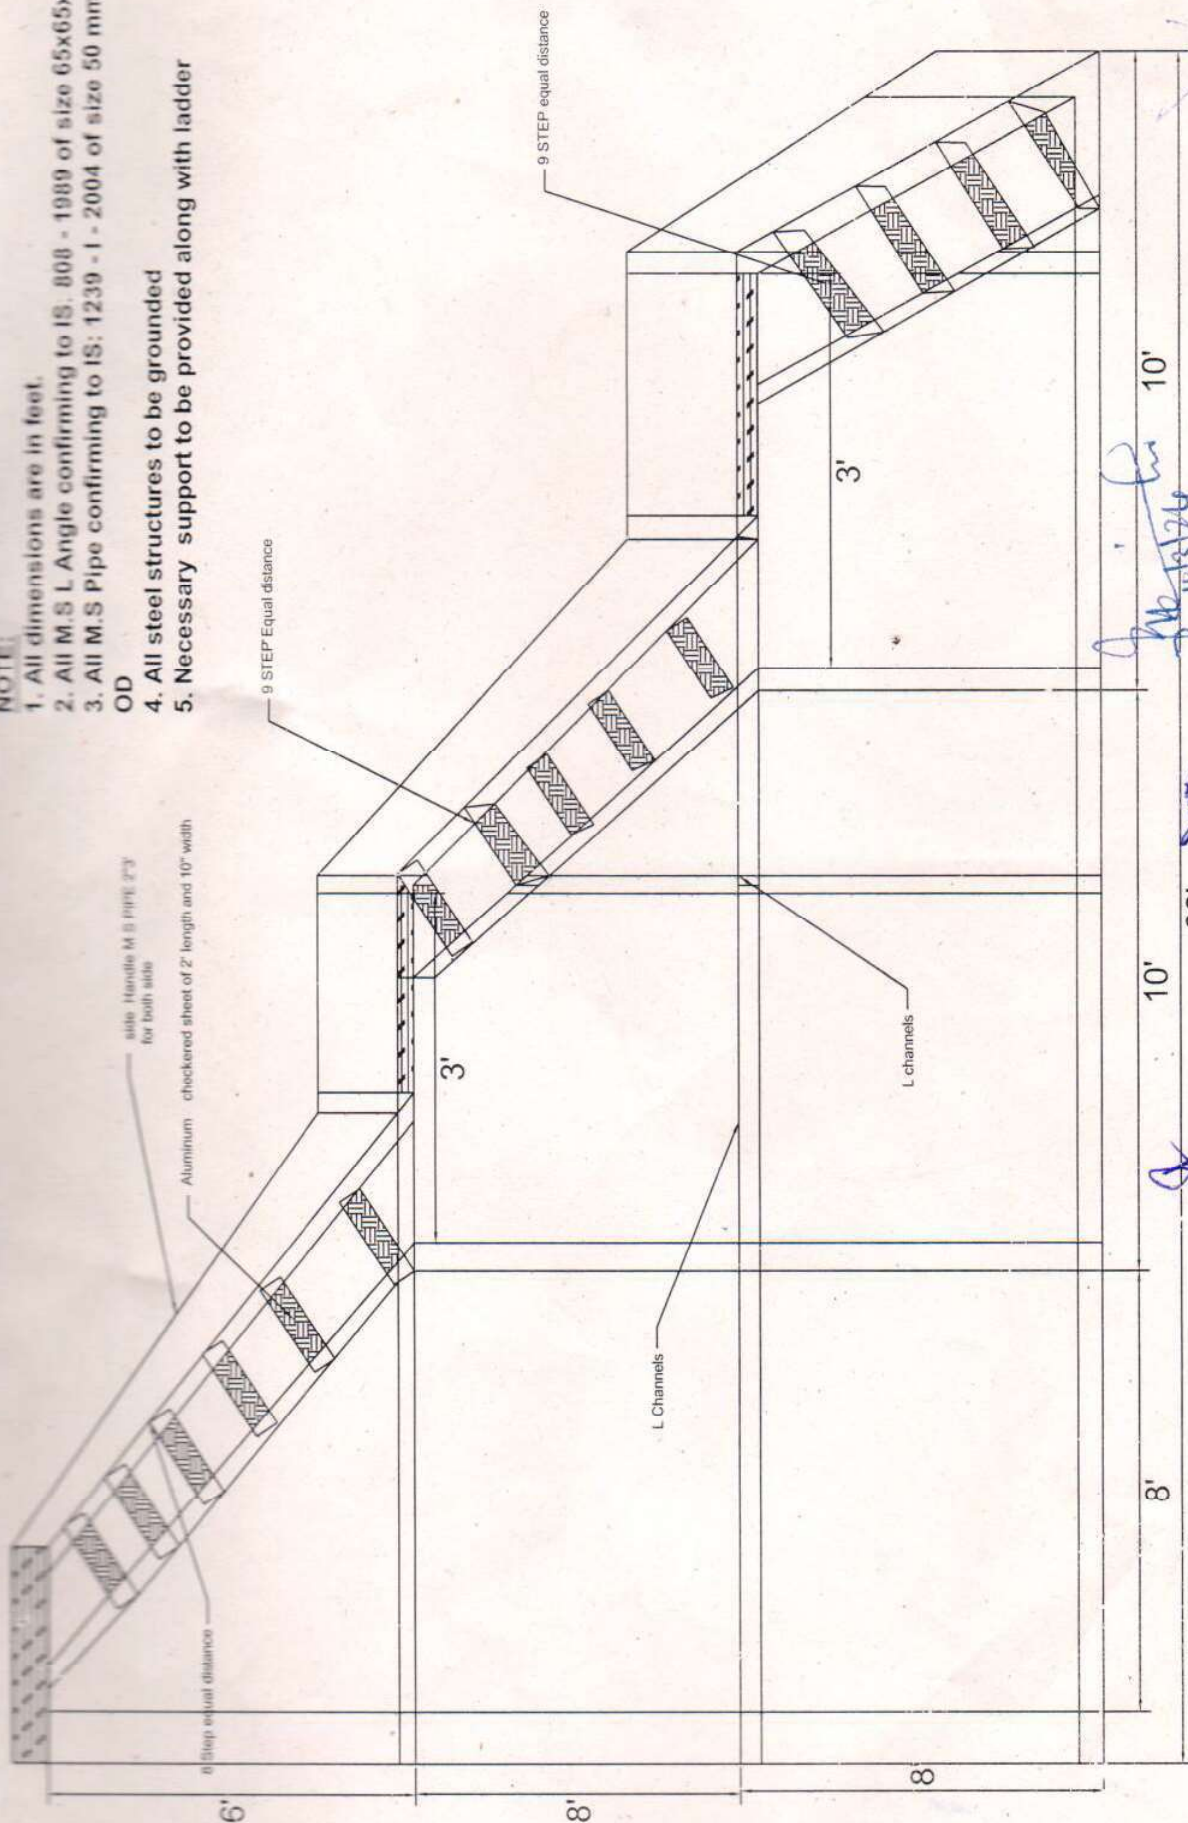 NOTE:
1. All dimensions are in feet.
2. All M.S L Angle confirming to IS: 808 - 1989 of size 65x65x
3. All M.S Pipe confirming to IS: 1239 - I - 2004 of size 50 mm
OD
4. All steel structures to be grounded
5. Necessary support to be provided along with ladder
side Handle M S PIPE 2'3'
for both side
Aluminum checkered sheet of 2' length and 10" width
9 STEP Equal distance
9 STEP equal distance
8 Step equal distance
3'
3'
L Channels
L channels
6'
8'
8
8'
10'
10'